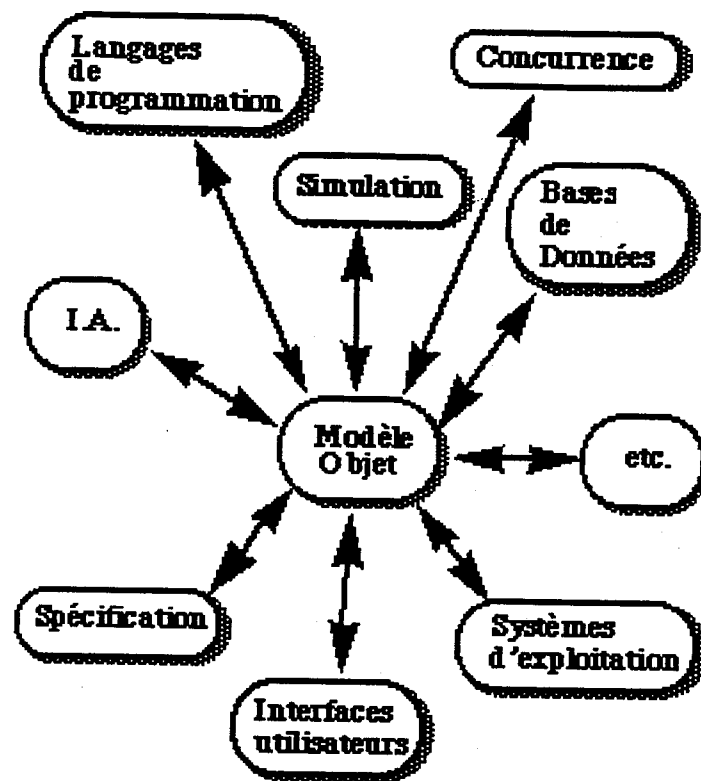 Langages
de
programmation
Concurrence
Simulation
Bases
de
Données
I.A.
Modèle
Objet
etc.
Spécification
Systèmes
d'exploitation
Interfaces
utilisateurs